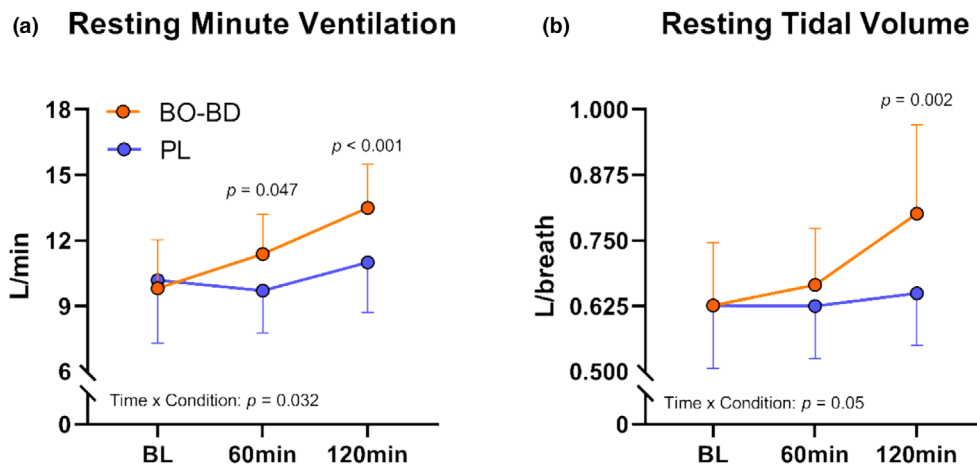 (a) Resting Minute Ventilation
BO-BD
PL
18
15
12
9
6
0
L/min
p = 0.047
p < 0.001
Time x Condition: p = 0.032
BL 60min 120min
(b) Resting Tidal Volume
1.000
0.875
0.750
0.625
0.500
0
L/breath
p = 0.002
Time x Condition: p = 0.05
BL 60min 120min